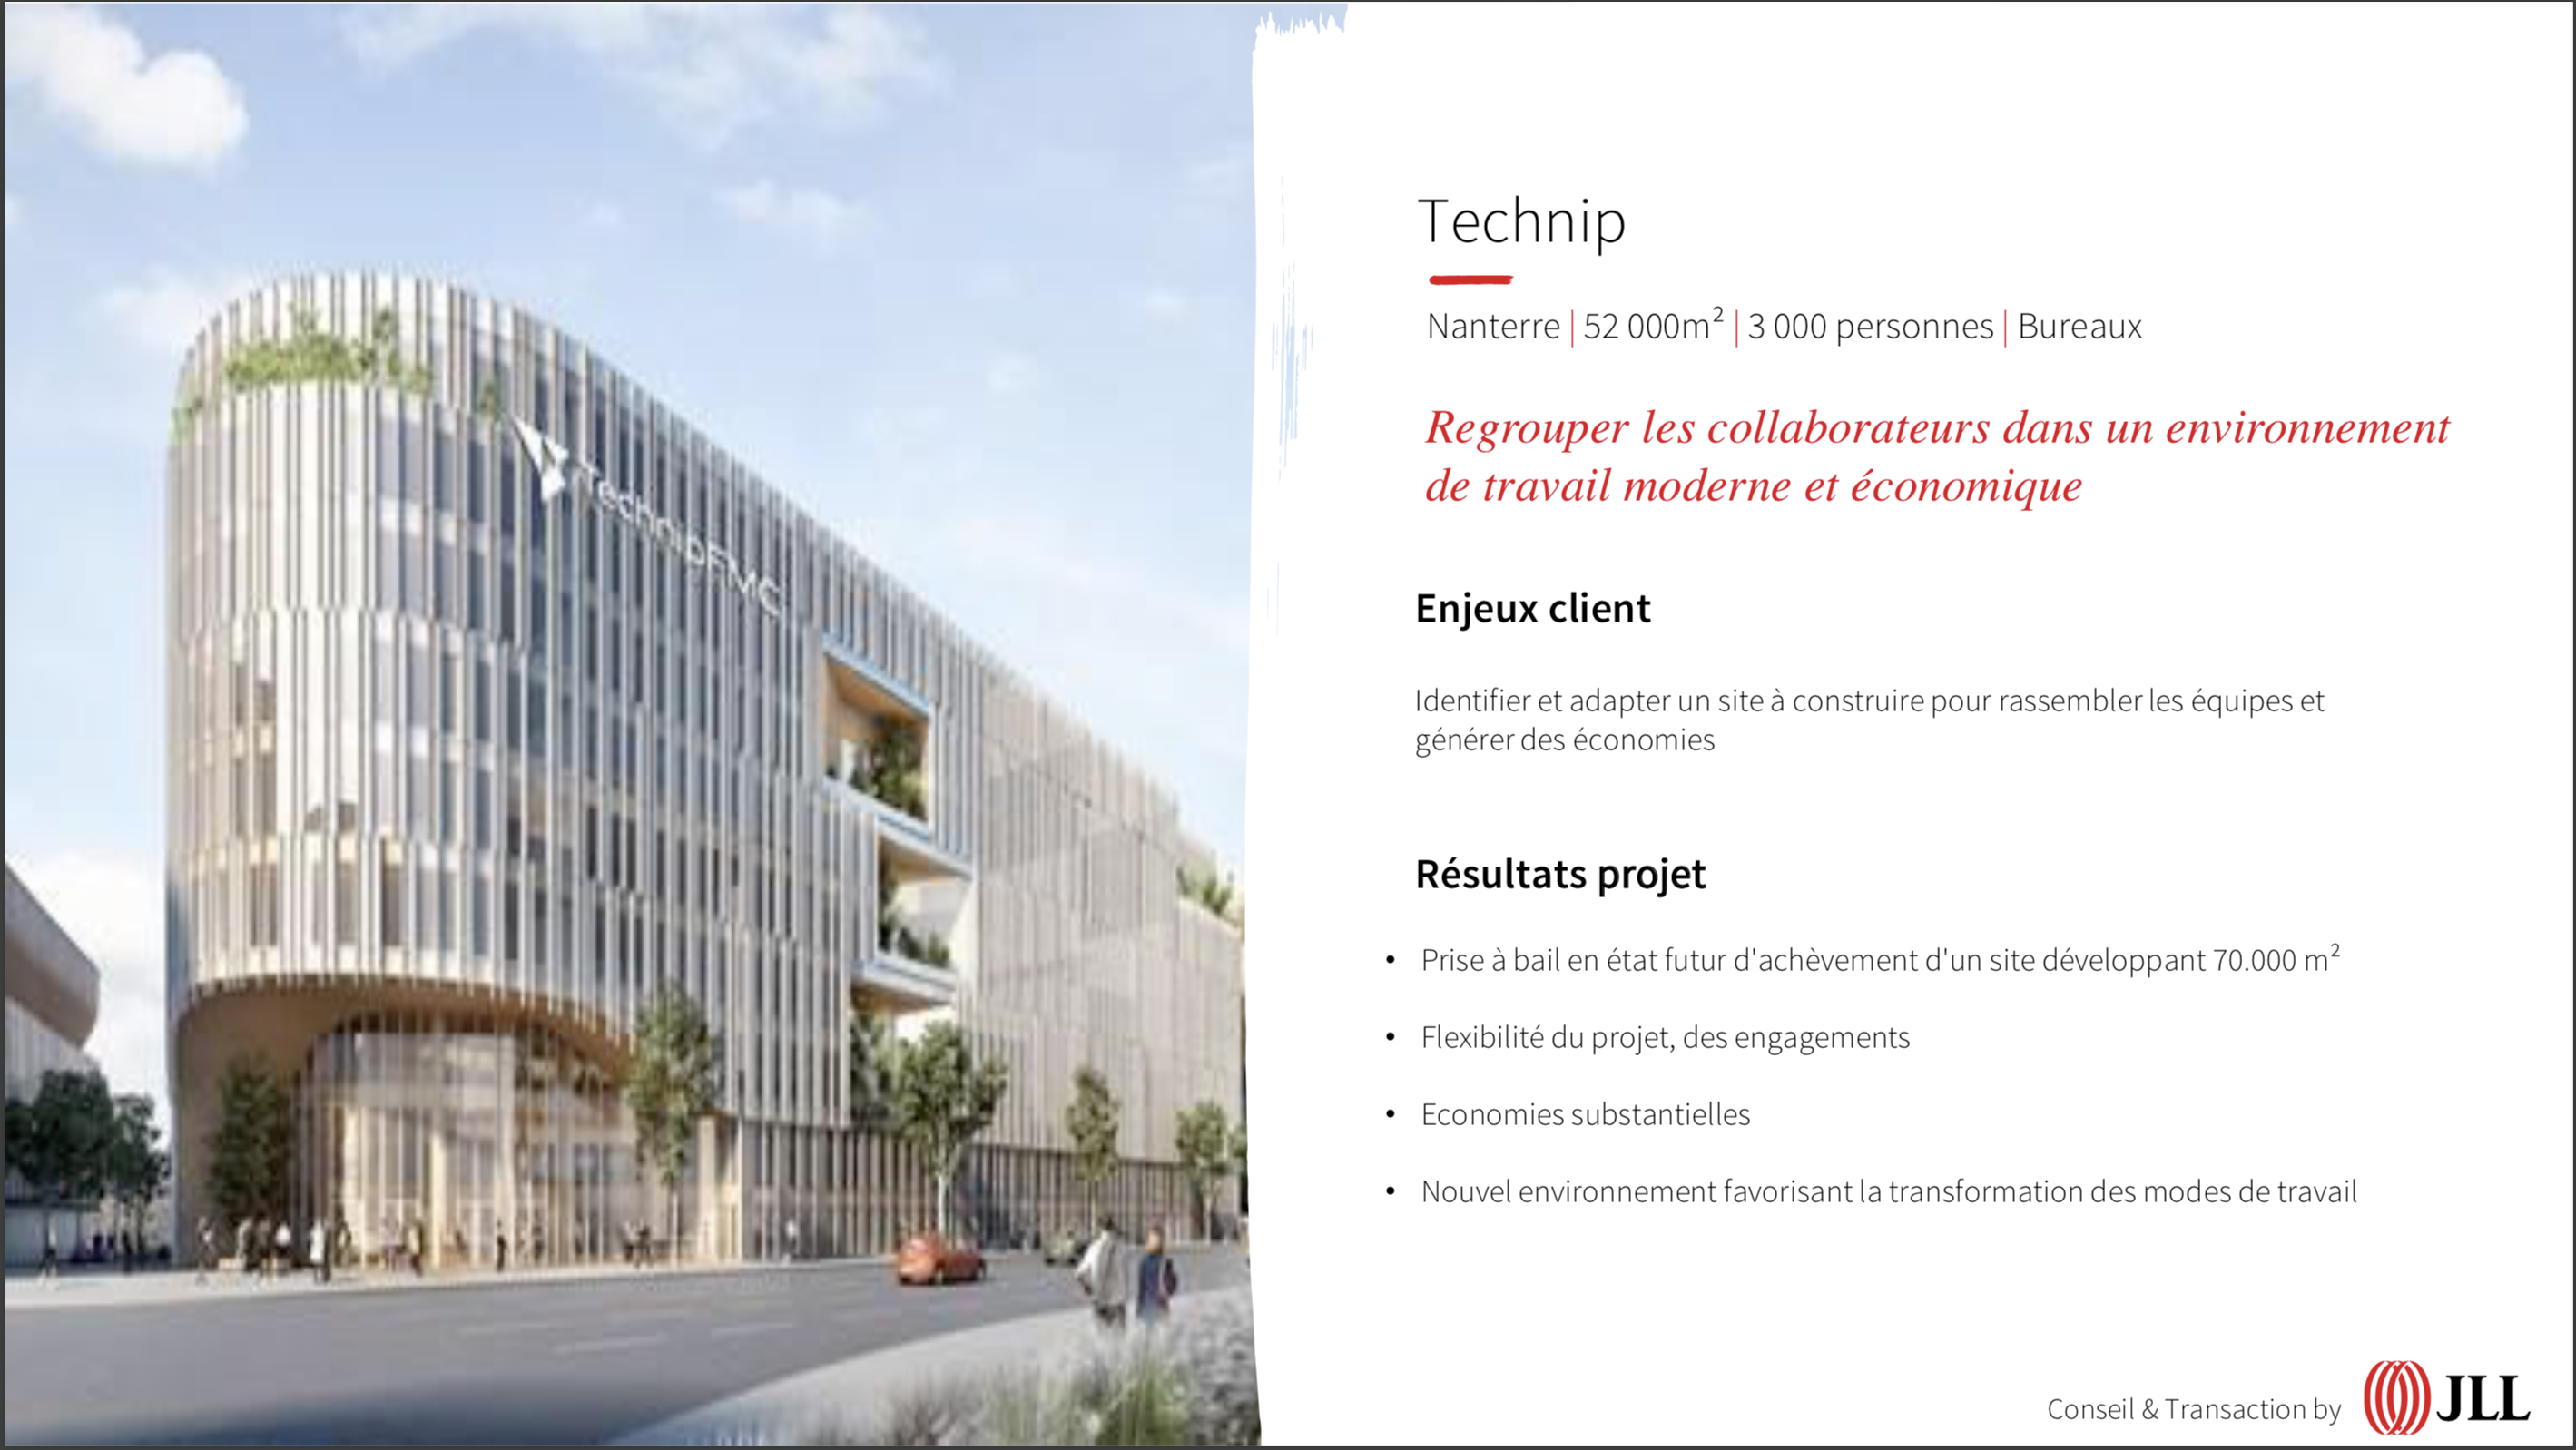 TechnipFMC
Technip
Nanterre | 52 000m² | 3 000 personnes | Bureaux
Regrouper les collaborateurs dans un environnement
de travail moderne et économique
Enjeux client
Identifier et adapter un site à construire pour rassembler les équipes et
générer des économies
Résultats projet
• Prise à bail en état futur d'achèvement d'un site développant 70.000 m²
• Flexibilité du projet, des engagements
• Economies substantielles
• Nouvel environnement favorisant la transformation des modes de travail
Conseil & Transaction by JLL